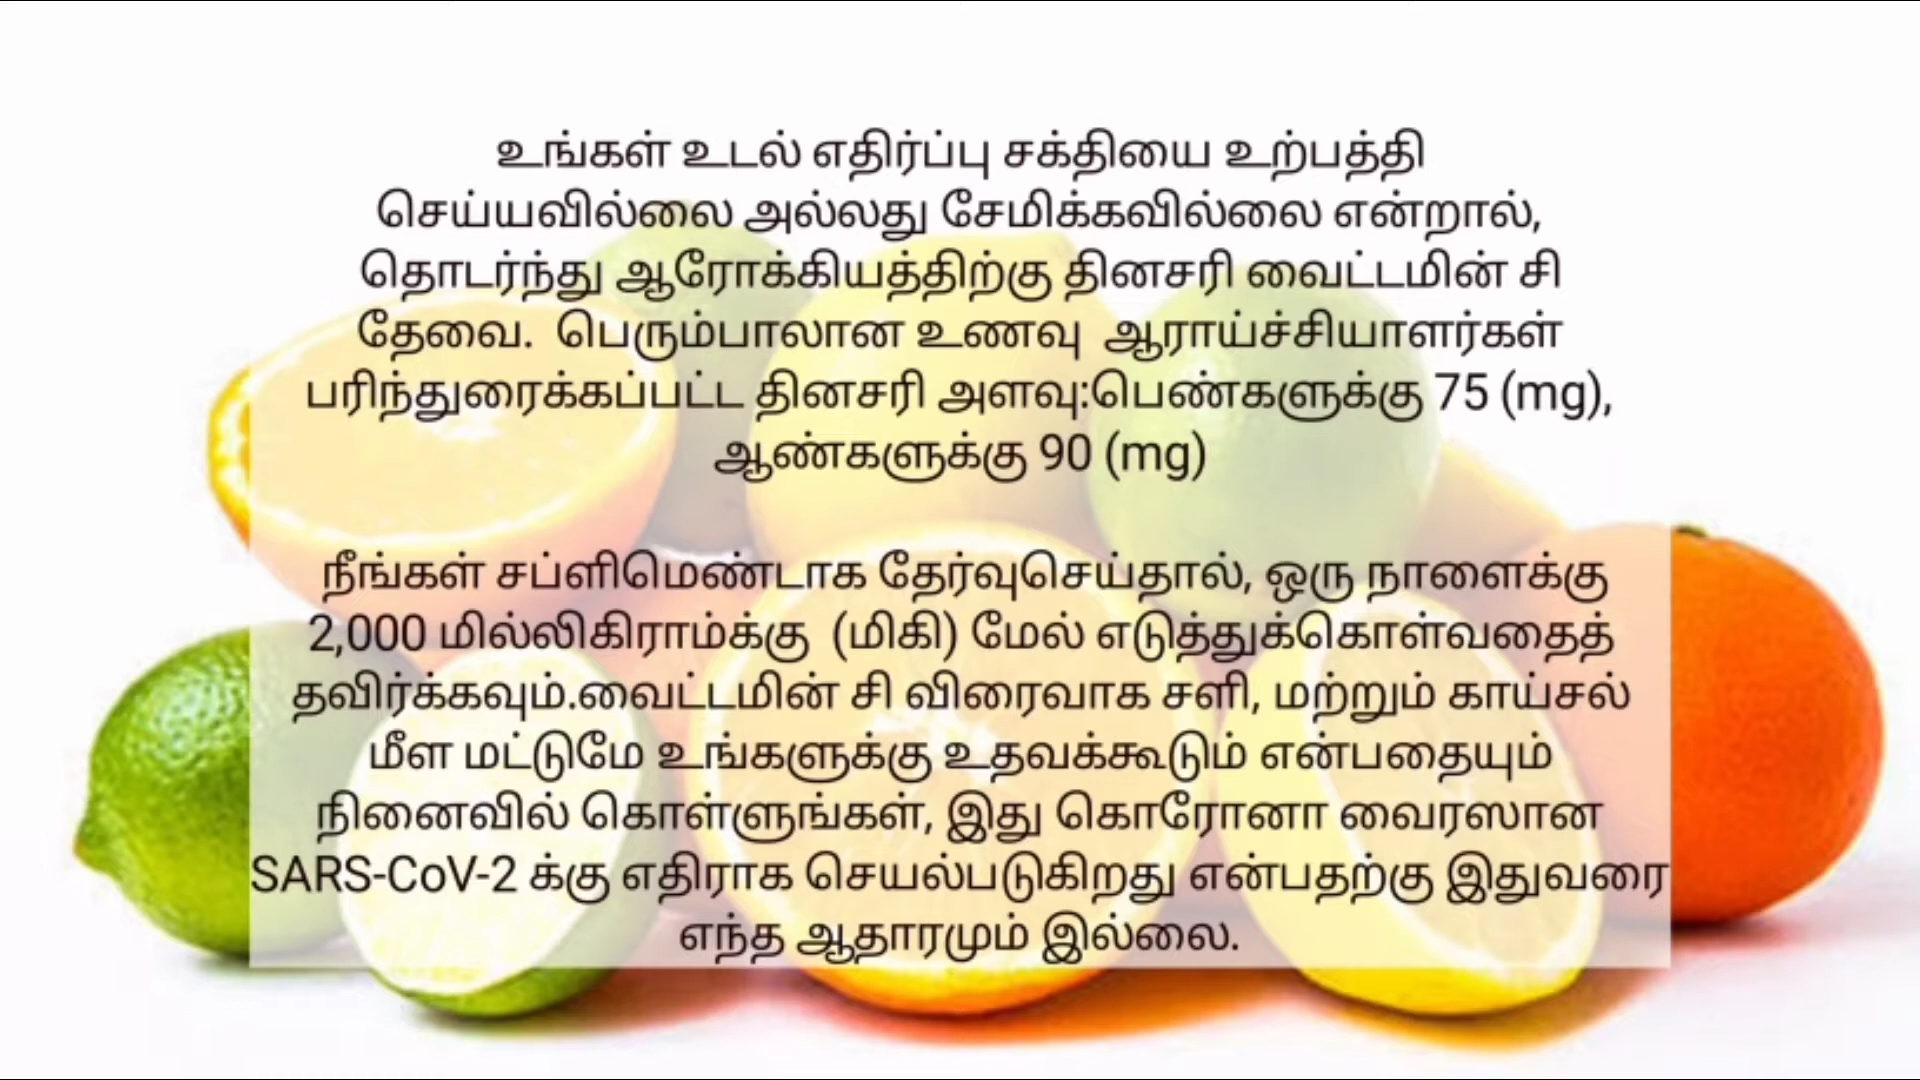 உங்கள் உடல் எதிர்ப்பு சக்தியை உற்பத்தி
செய்யவில்லை அல்லது சேமிக்கவில்லை என்றால்,
தொடர்ந்து ஆரோக்கியத்திற்கு தினசரி வைட்டமின் சி
தேவை.  பெரும்பாலான உணவு  ஆராய்ச்சியாளர்கள்
பரிந்துரைக்கப்பட்ட தினசரி அளவு:பெண்களுக்கு 75 (mg),
ஆண்களுக்கு 90 (mg)
நீங்கள் சப்ளிமெண்டாக தேர்வுசெய்தால், ஒரு நாளைக்கு
2,000 மில்லிகிராம்க்கு  (மிகி) மேல் எடுத்துக்கொள்வதைத்
தவிர்க்கவும்.வைட்டமின் சி விரைவாக சளி, மற்றும் காய்சல்
மீள மட்டுமே உங்களுக்கு உதவக்கூடும் என்பதையும்
நினைவில் கொள்ளுங்கள், இது கொரோனா வைரஸான
SARS-CoV-2 க்கு எதிராக செயல்படுகிறது என்பதற்கு இதுவரை
எந்த ஆதாரமும் இல்லை.